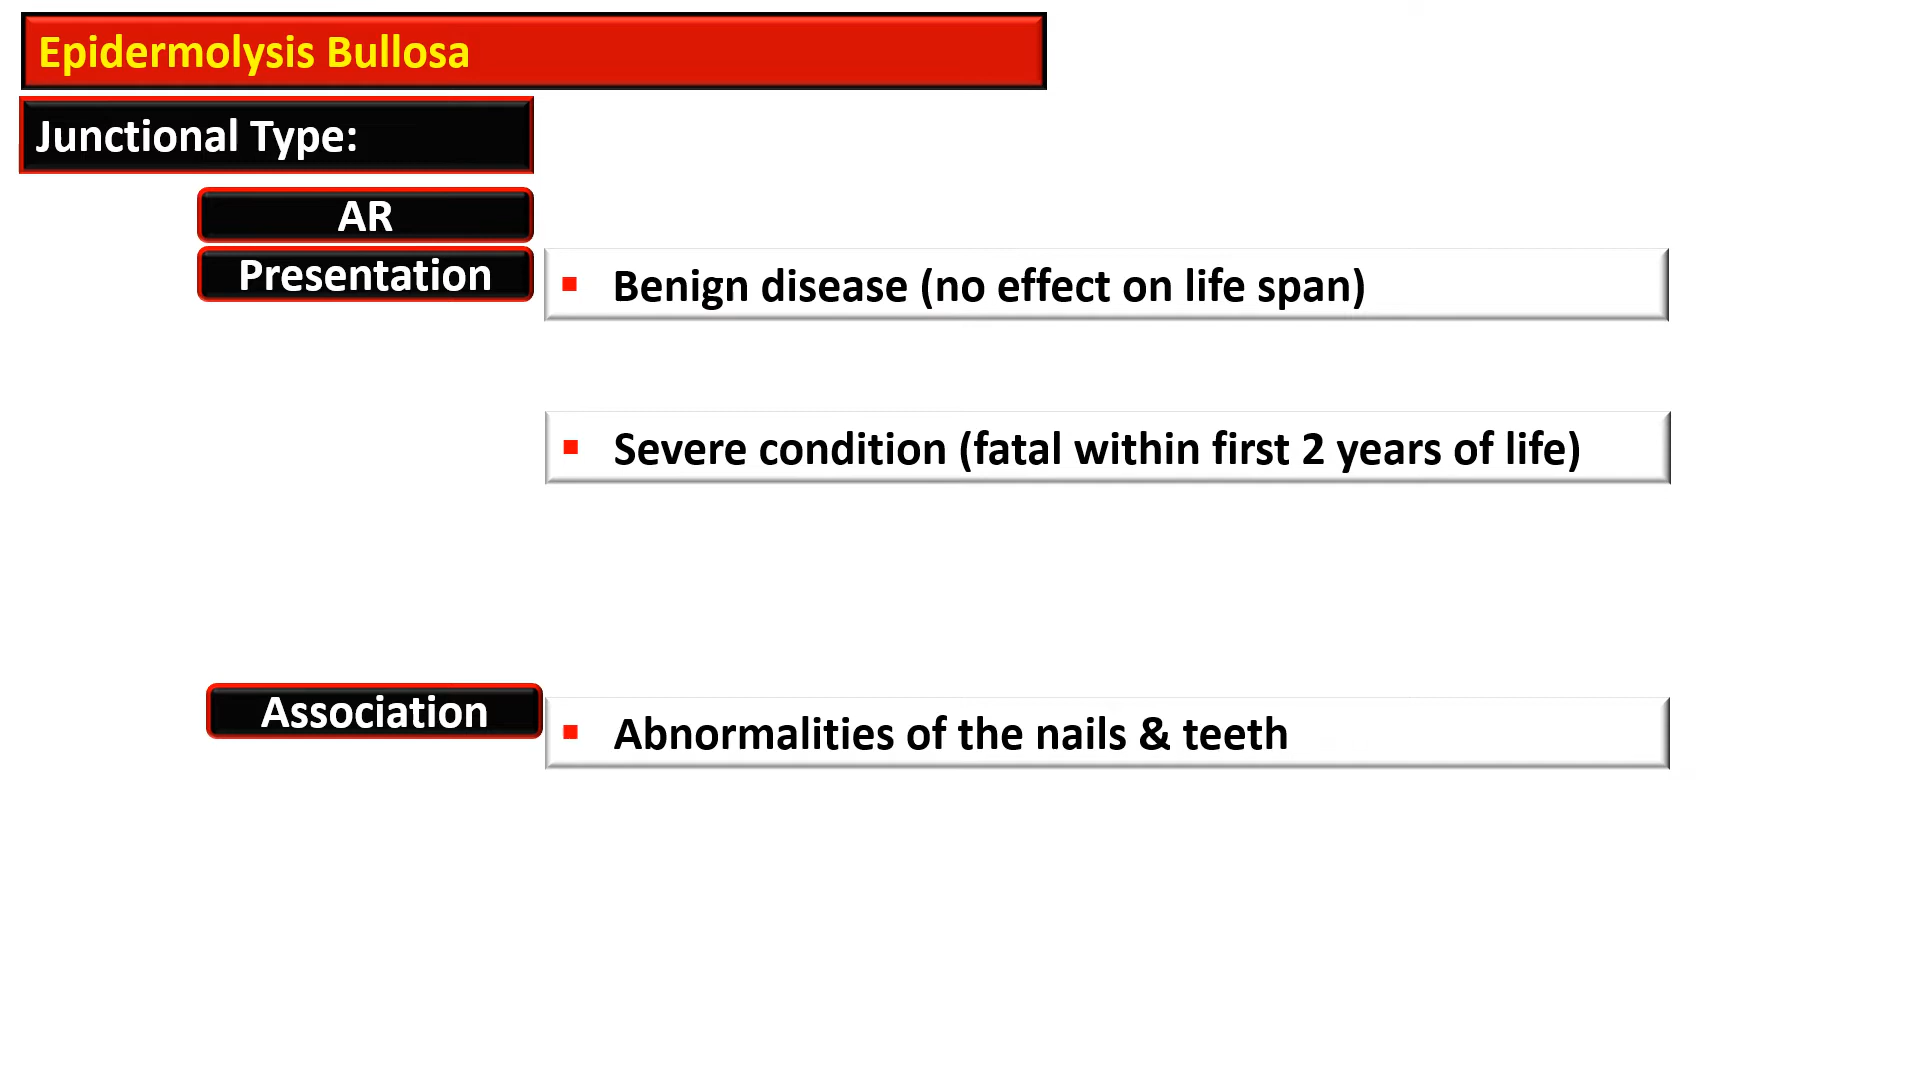 Epidermolysis Bullosa
Junctional Type:
AR
Presentation
▪ Benign disease (no effect on life span)
▪ Severe condition (fatal within first 2 years of life)
Association
▪ Abnormalities of the nails & teeth